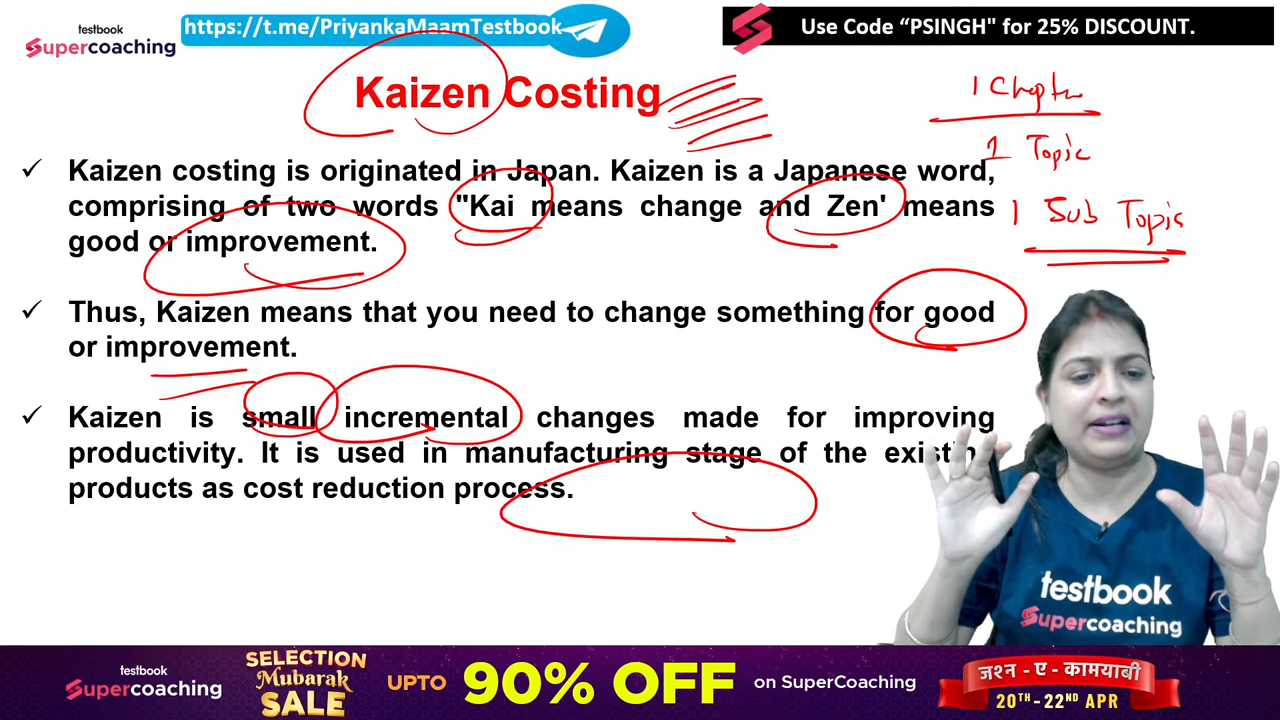 testbook
Supercoaching
https://t.me/PriyankaMaamTestbook
Use Code “PSINGH" for 25% DISCOUNT.
Kaizen Costing
1 Chapter
1 Topic
1 Sub Topic
✓ Kaizen costing is originated in Japan. Kaizen is a Japanese word,
comprising of two words "Kai means change and Zen' means
good or improvement.
✓ Thus, Kaizen means that you need to change something for good
or improvement.
✓ Kaizen is small incremental changes made for improving
productivity. It is used in manufacturing stage of the
products as cost reduction process.
testbook
Supercoaching
testbook
Supercoaching
SELECTION
Mubarak
SALE
UPTO 90% OFF on SuperCoaching
जश्न - ए - कामयाबी
20TH - 22ND APR